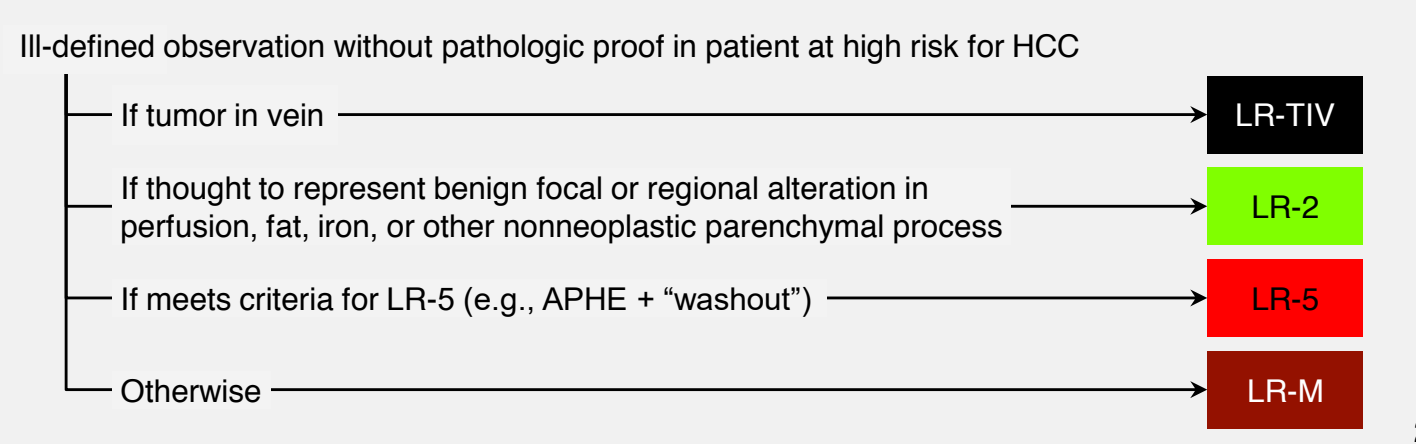 Ill-defined observation without pathologic proof in patient at high risk for HCC
If tumor in vein
LR-TIV
If thought to represent benign focal or regional alteration in
perfusion, fat, iron, or other nonneoplastic parenchymal process
LR-2
If meets criteria for LR-5 (e.g., APHE + “washout”)
LR-5
Otherwise
LR-M